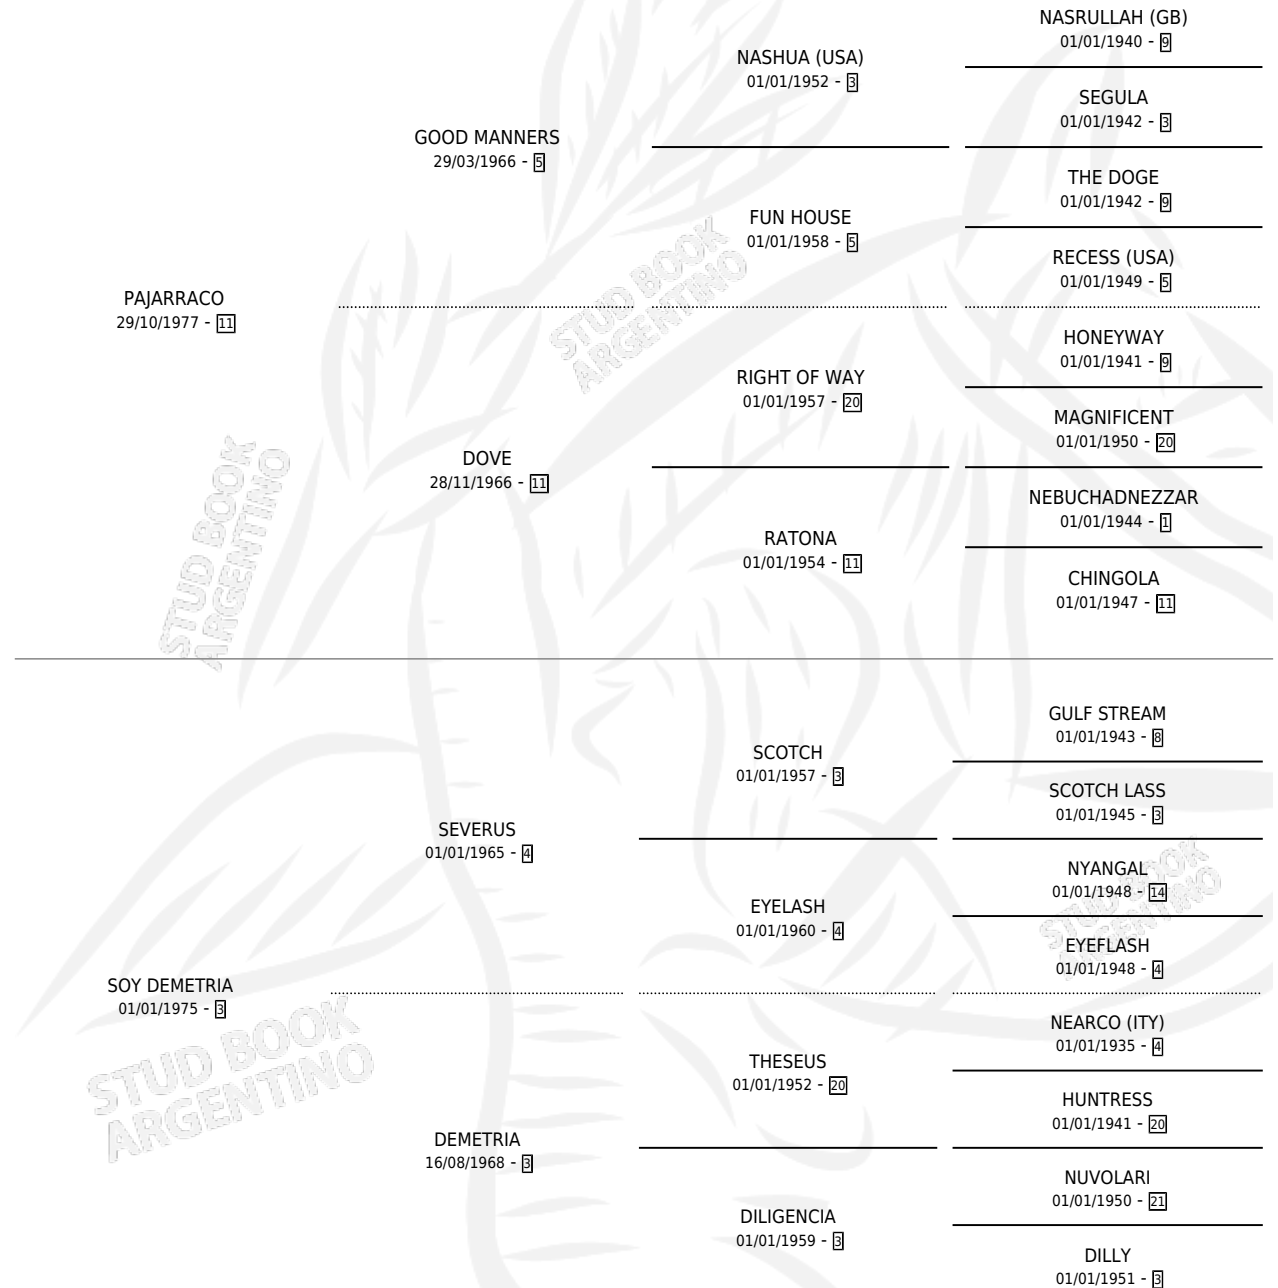 NASRULLAH (GB)
01/01/1940 - 9
NASHUA (USA)
01/01/1952 - 3
SEGULA
01/01/1942 - 3
GOOD MANNERS
29/03/1966 - 5
THE DOGE
01/01/1942 - 9
FUN HOUSE
01/01/1958 - 5
RECESS (USA)
01/01/1949 - 5
PAJARRACO
29/10/1977 - 11
HONEYWAY
01/01/1941 - 9
RIGHT OF WAY
01/01/1957 - 20
MAGNIFICENT
01/01/1950 - 20
DOVE
28/11/1966 - 11
NEBUCHADNEZZAR
01/01/1944 - 1
RATONA
01/01/1954 - 11
CHINGOLA
01/01/1947 - 11
STUD BOOK
ARGENTINO
STUD BOOK
ARGENTINO
GULF STREAM
01/01/1943 - 8
SCOTCH
01/01/1957 - 3
SCOTCH LASS
01/01/1945 - 3
SEVERUS
01/01/1965 - 4
NYANGAL
01/01/1948 - 14
EYELASH
01/01/1960 - 4
EYEFLASH
01/01/1948 - 4
SOY DEMETRIA
01/01/1975 - 3
NEARCO (ITY)
01/01/1935 - 4
THESEUS
01/01/1952 - 20
HUNTRESS
01/01/1941 - 20
DEMETRIA
16/08/1968 - 3
NUVOLARI
01/01/1950 - 21
DILIGENCIA
01/01/1959 - 3
DILLY
01/01/1951 - 3
STUD BOOK
ARGENTINO
STUD BOOK
ARGENTINO